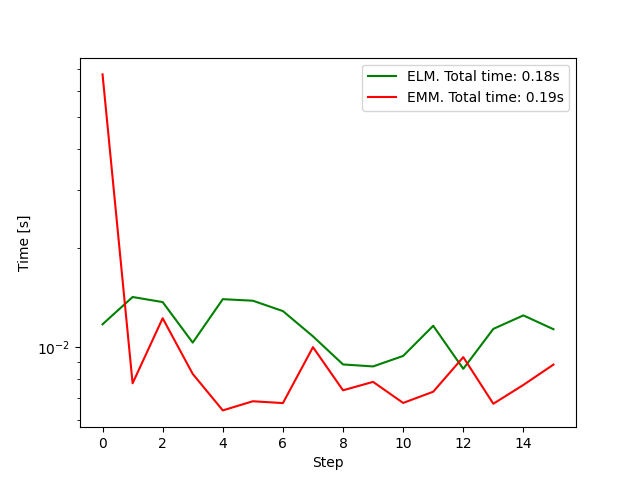 ELM. Total time: 0.18s
EMM. Total time: 0.19s
Time [s]
10⁻²
0 2 4 6 8 10 12 14
Step